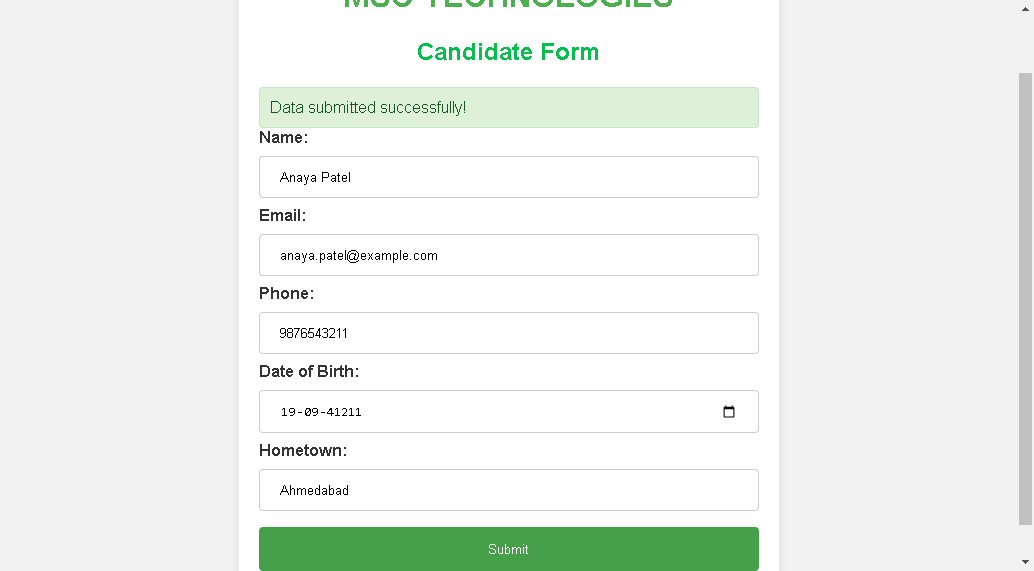 Candidate Form
Data submitted successfully!
Name:
Anaya Patel
Email:
anaya.patel@example.com
Phone:
9876543211
Date of Birth:
19-09-41211
Hometown:
Ahmedabad
Submit